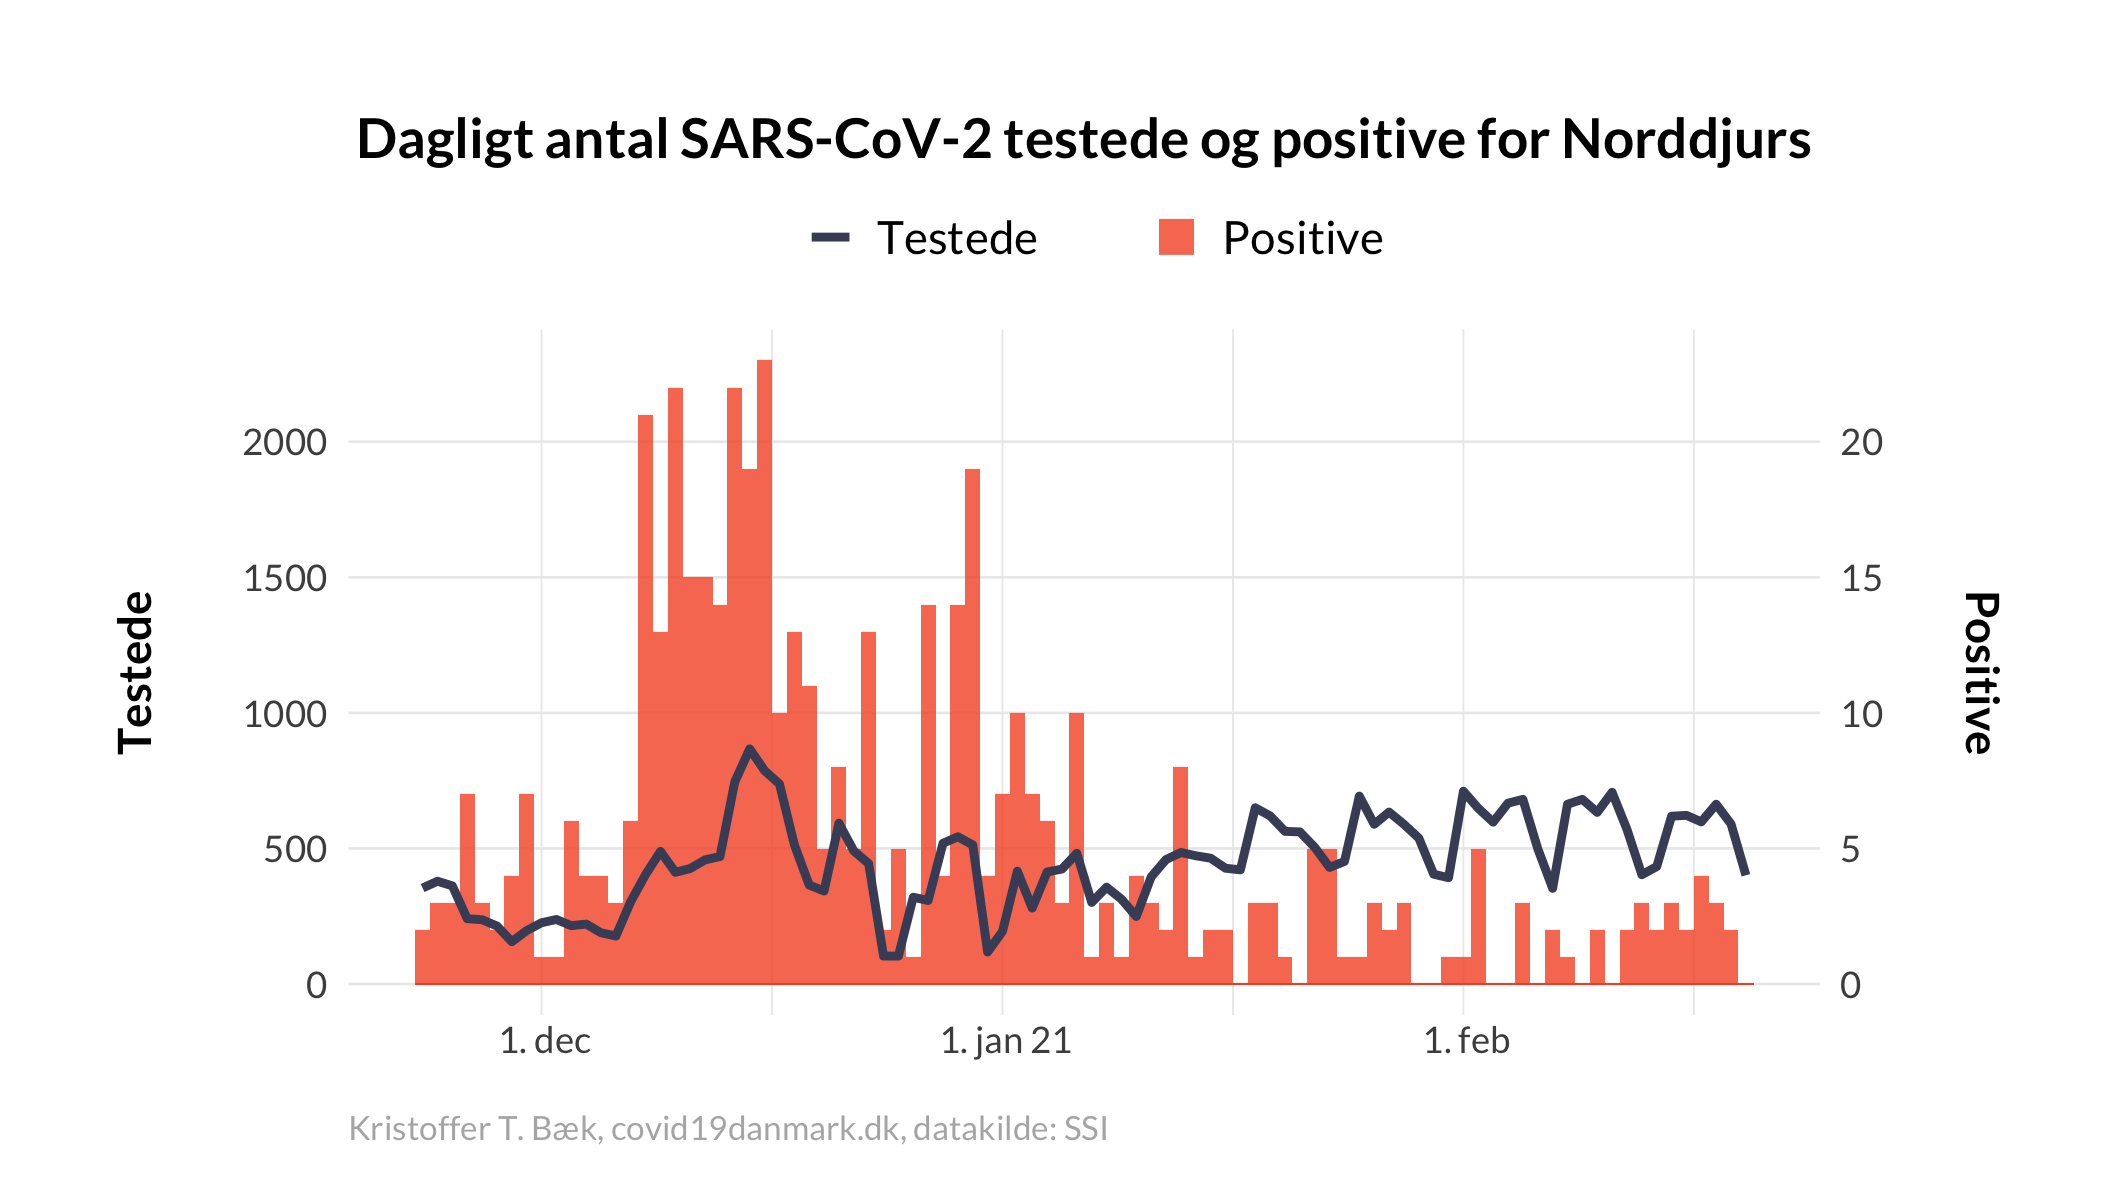 Dagligt antal SARS-CoV-2 testede og positive for Norddjurs
Testede
Positive
2000
1500
1000
500
0
Testede
20
15
10
5
0
Positive
1. dec
1. jan 21
1. feb
Kristoffer T. Bæk, covid19danmark.dk, datakilde: SSI